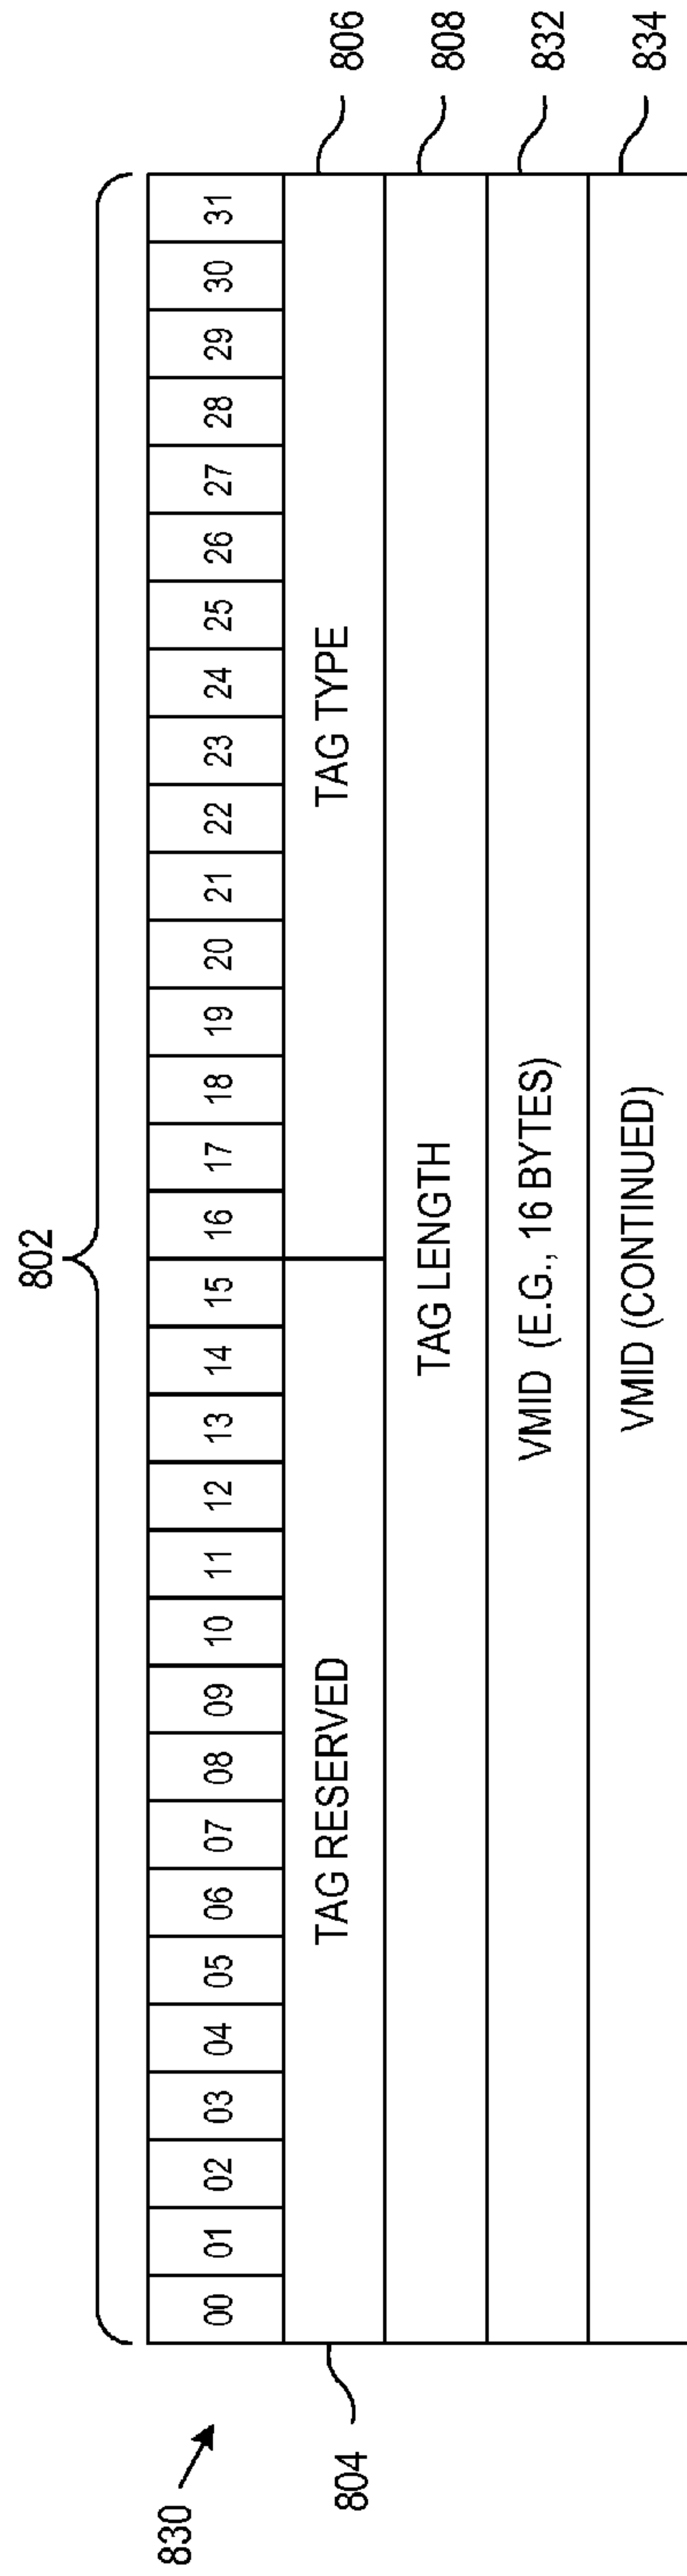 802
830
00 01 02 03 04 05 06 07 08 09 10 11 12 13 14 15 16 17 18 19 20 21 22 23 24 25 26 27 28 29 30 31
804
TAG RESERVED
TAG TYPE
806
TAG LENGTH
808
VMID (E.G., 16 BYTES)
832
VMID (CONTINUED)
834